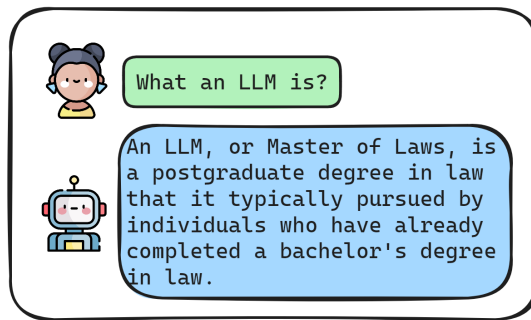 What an LLM is?
An LLM, or Master of Laws, is
a postgraduate degree in law
that it typically pursued by
individuals who have already
completed a bachelor's degree
in law.